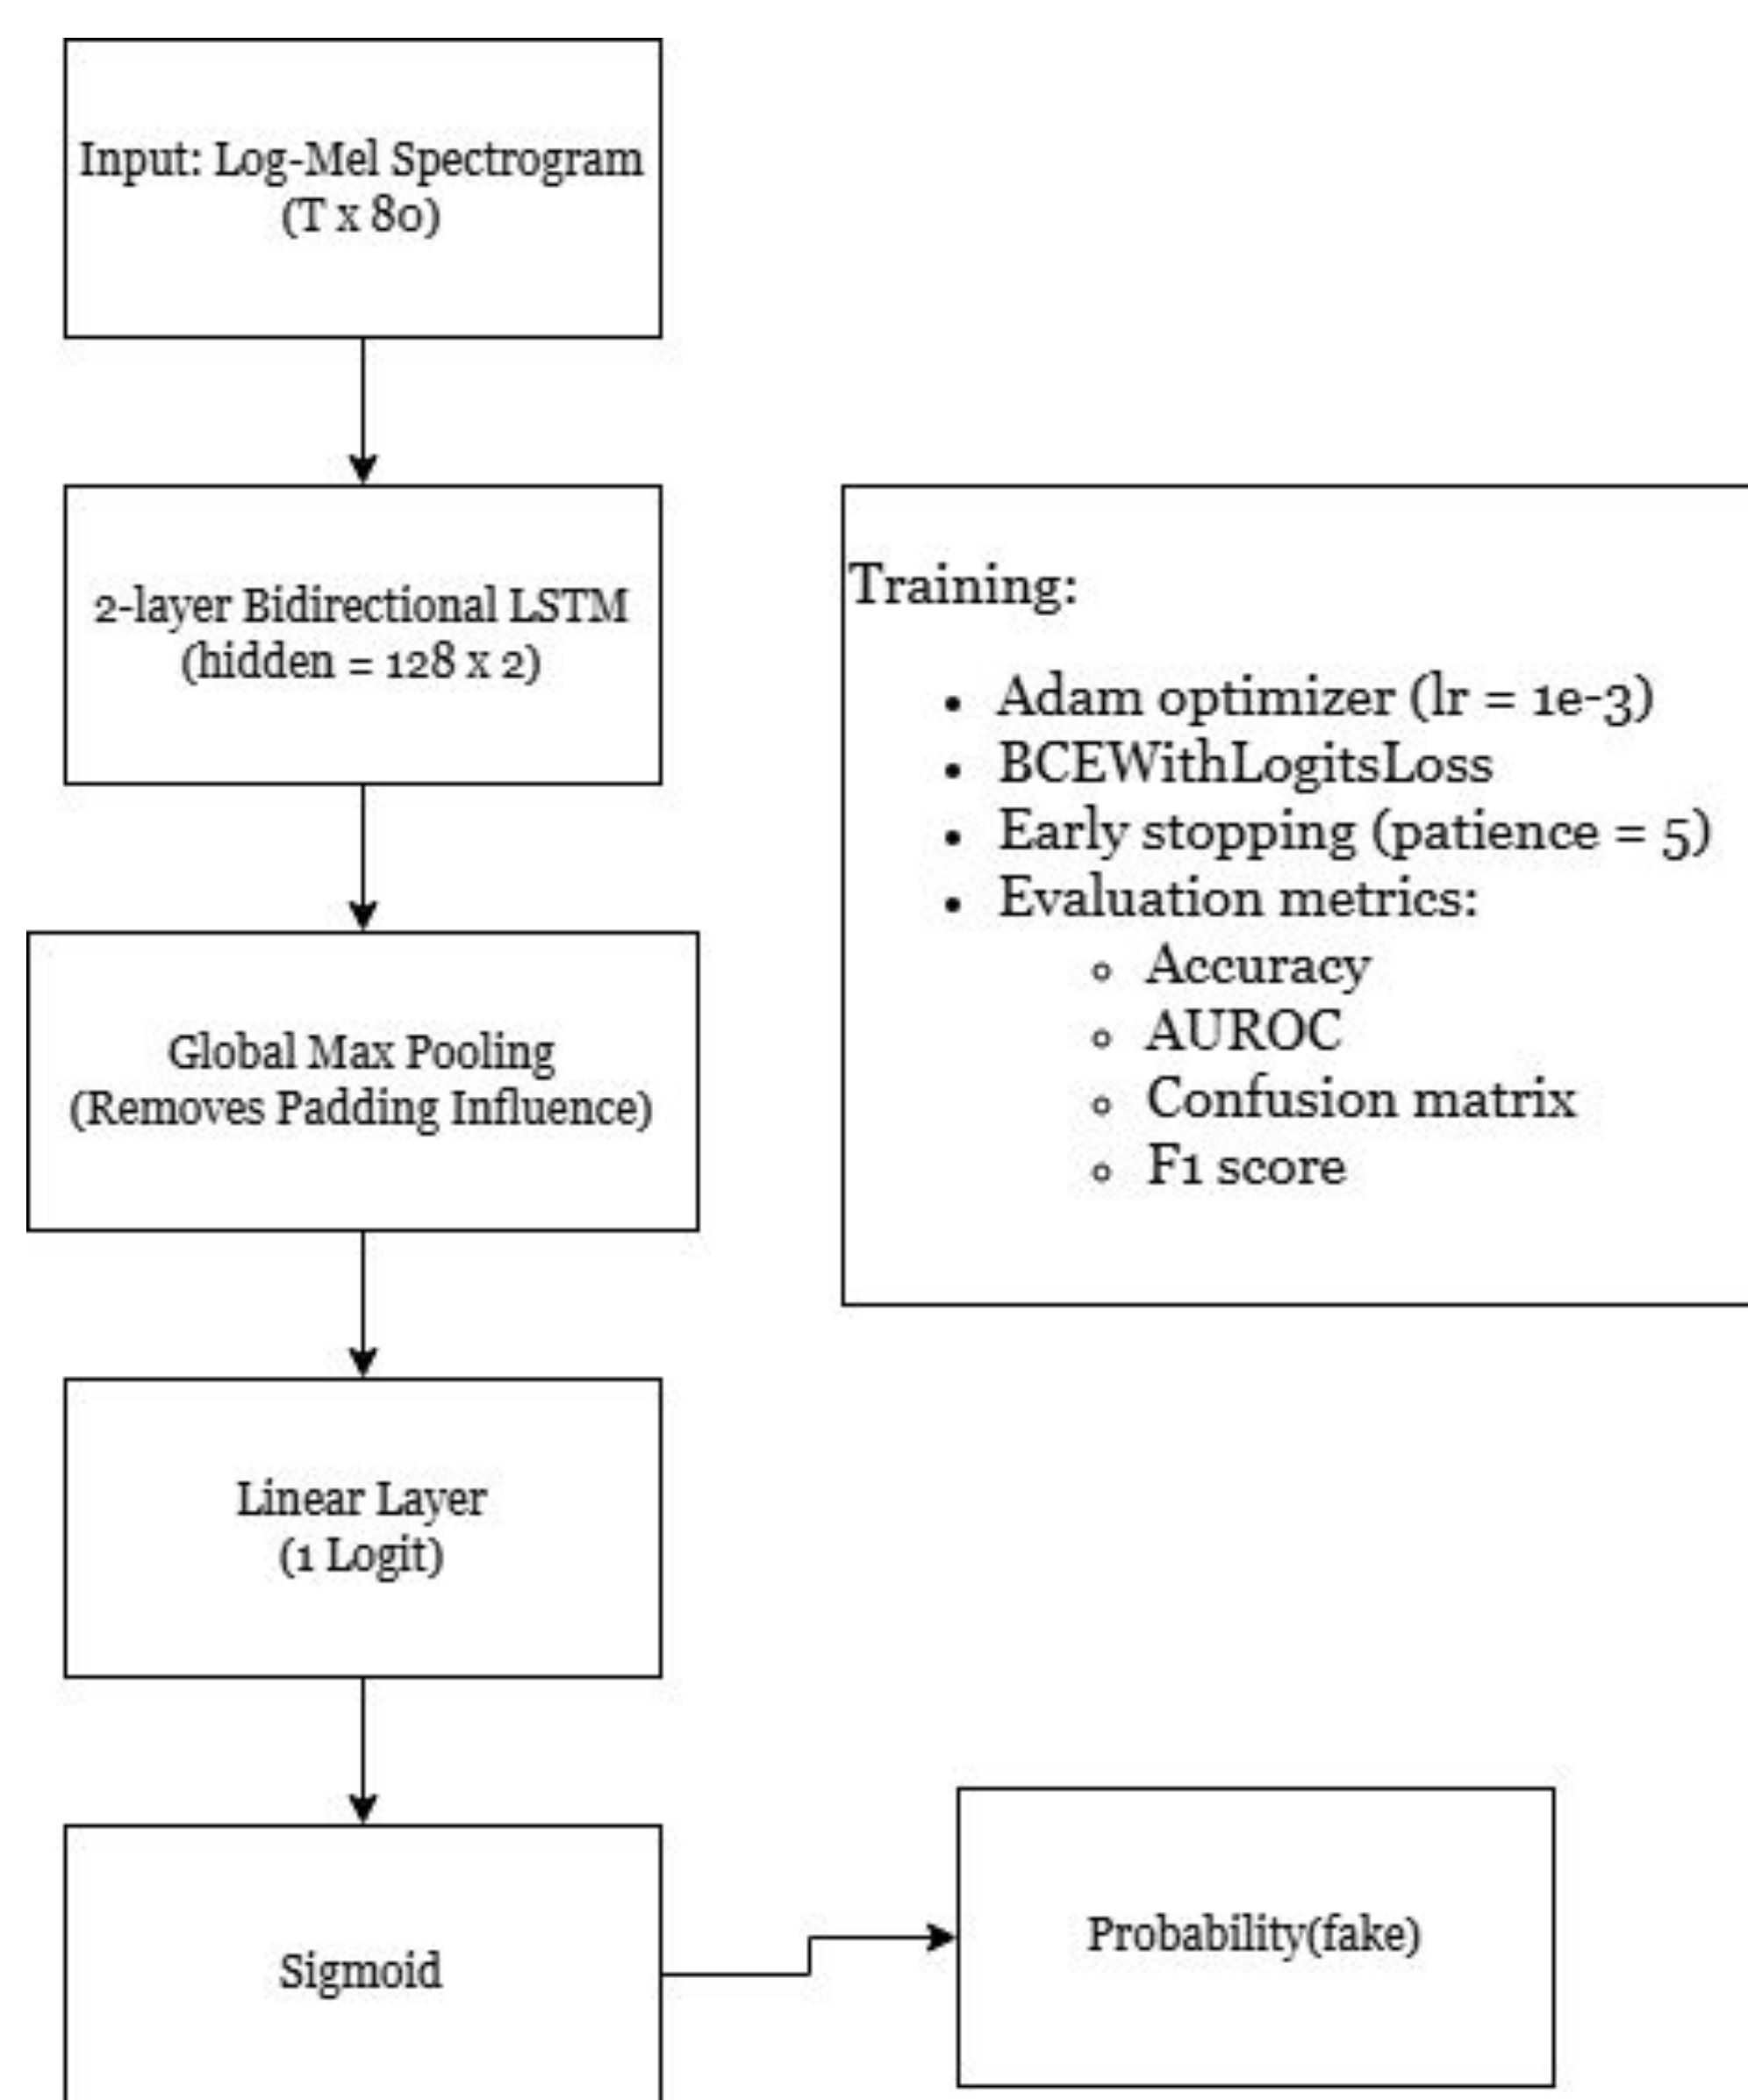 Input: Log-Mel Spectrogram
(T x 80)
2-layer Bidirectional LSTM
(hidden = 128 x 2)
Global Max Pooling
(Removes Padding Influence)
Linear Layer
(1 Logit)
Sigmoid
Probability(fake)
Training:
• Adam optimizer (lr = 1e-3)
• BCEWithLogitsLoss
• Early stopping (patience = 5)
• Evaluation metrics:
◦ Accuracy
◦ AUROC
◦ Confusion matrix
◦ F1 score